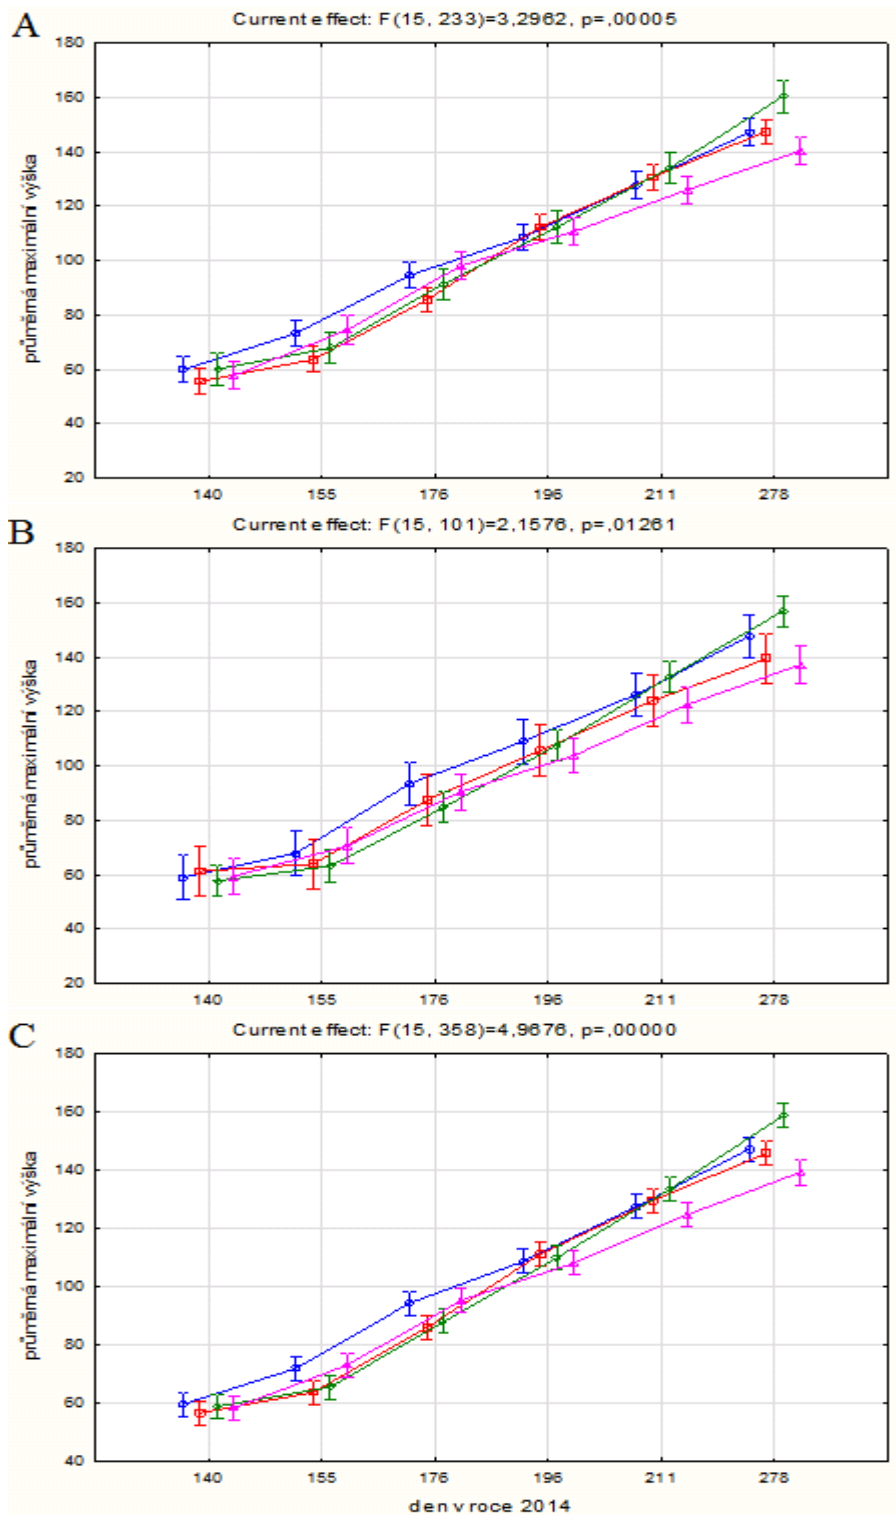 A
Current effect: F(15, 233)=3,2962, p=,00005
180
160
140
120
100
80
60
40
20
průměrná maximální výška
140 155 176 196 211 278
B
Current effect: F(15, 101)=2,1576, p=,01261
180
160
140
120
100
80
60
40
20
průměrná maximální výška
140 155 176 196 211 278
C
Current effect: F(15, 358)=4,9676, p=,00000
180
160
140
120
100
80
60
40
průměrná maximální výška
140 155 176 196 211 278
den v roce 2014